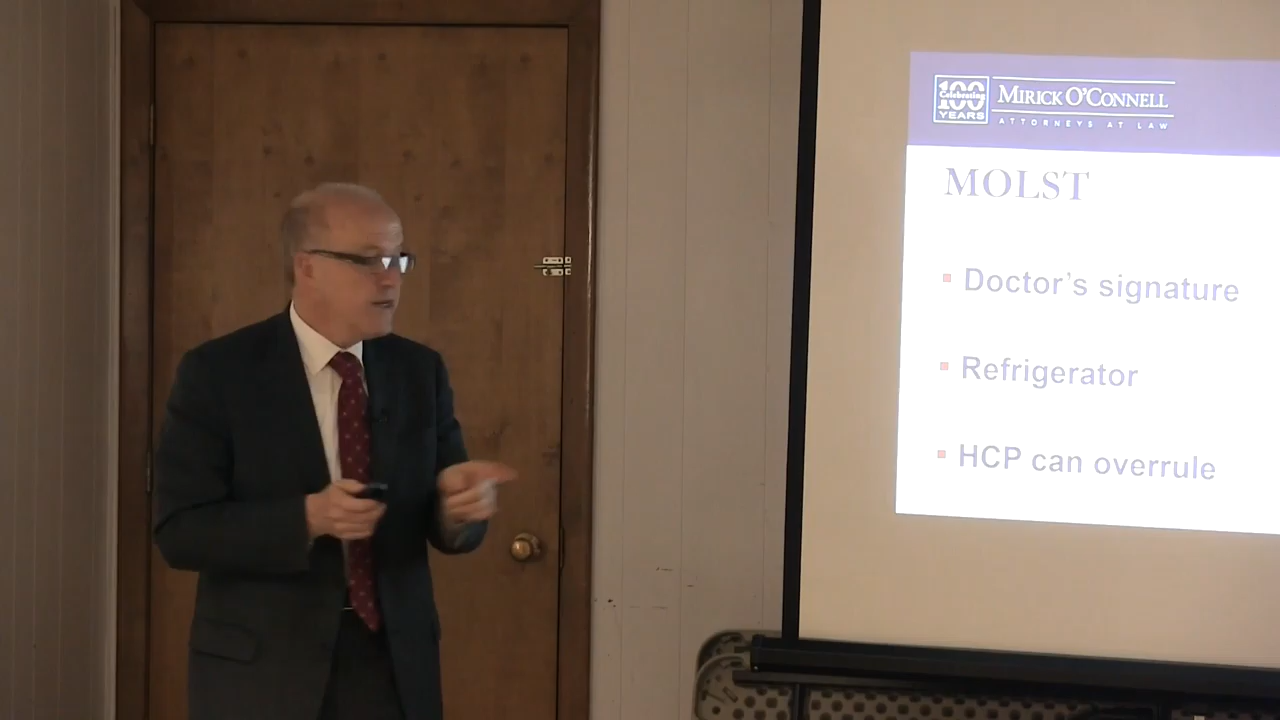 Celebrating
100
YEARS
MIRICK O'CONNELL
ATTORNEYS AT LAW
MOLST
Doctor's signature
Refrigerator
HCP can overrule